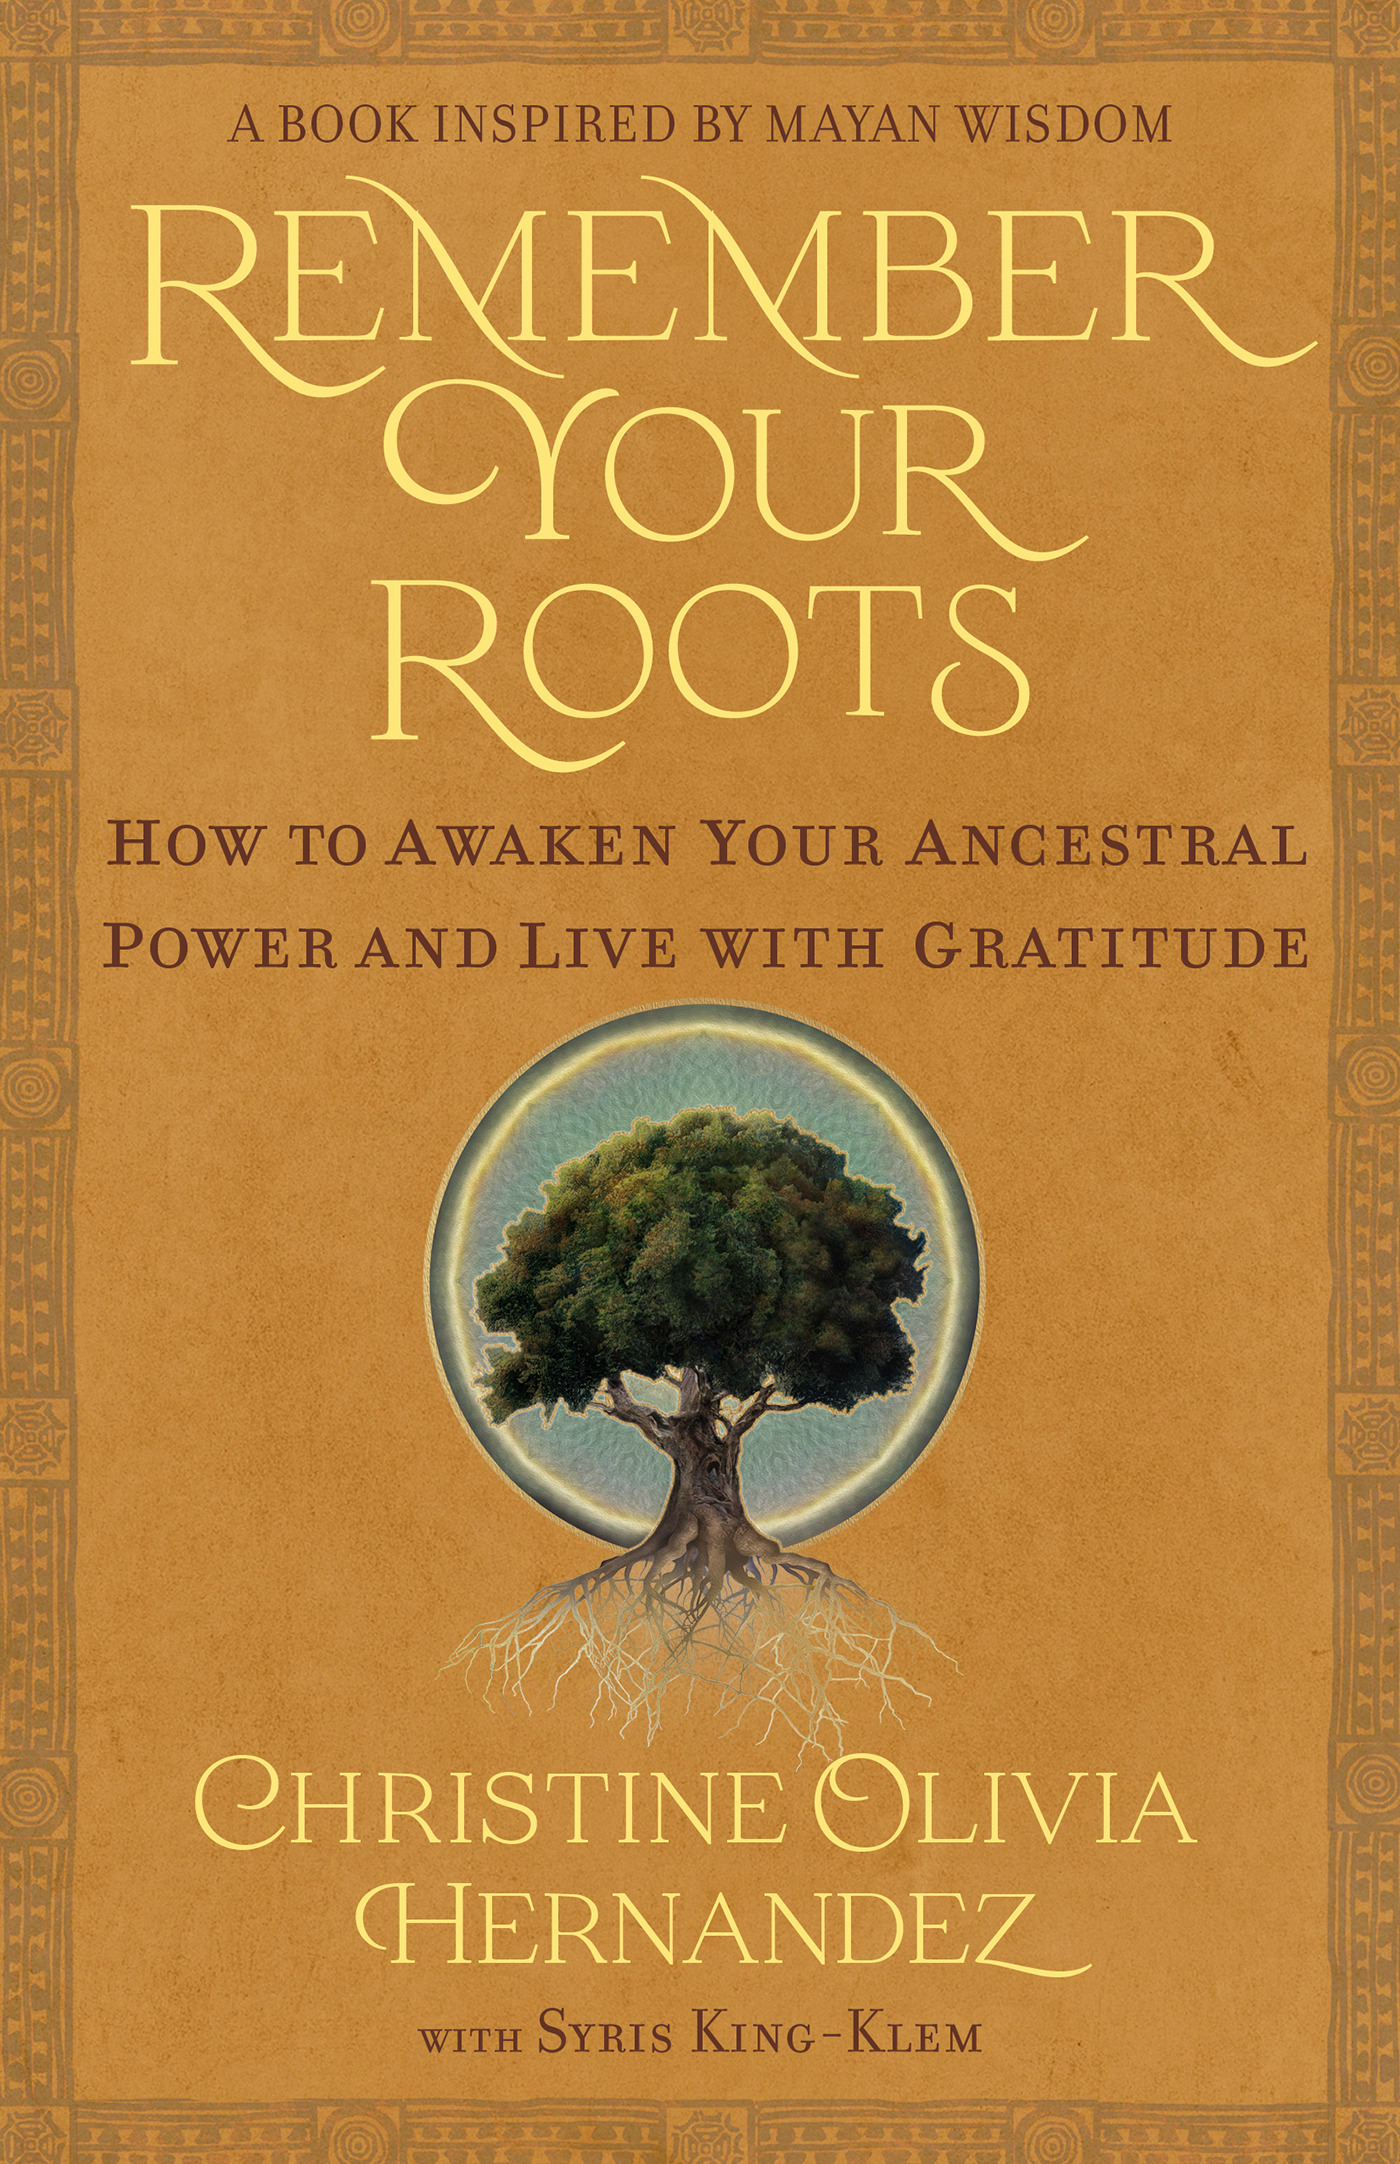 A BOOK INSPIRED BY MAYAN WISDOM
REMEMBER
YOUR
ROOTS
HOW TO AWAKEN YOUR ANCESTRAL
POWER AND LIVE WITH GRATITUDE
CHRISTINE OLIVIA
HERNANDEZ
WITH SYRIS KING-KLEM